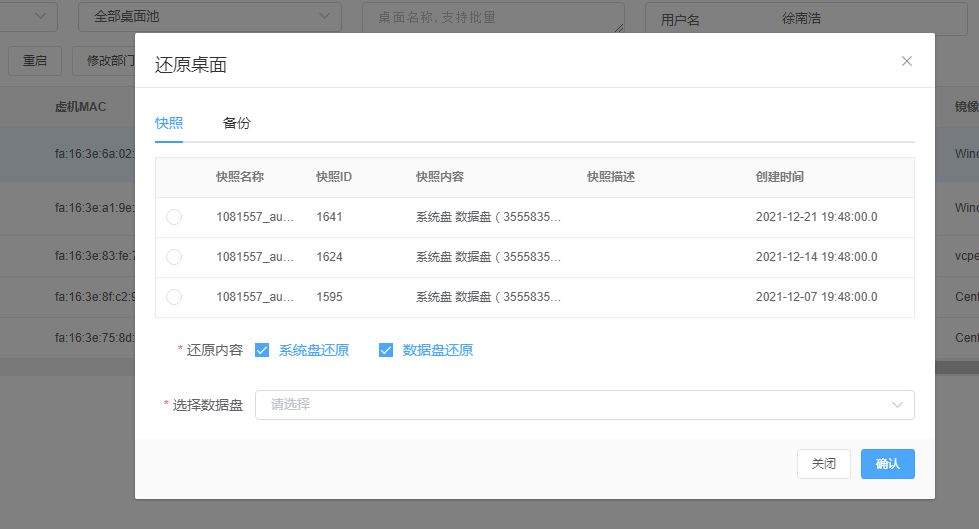 全部桌面池
桌面名称,支持批量
用户名 徐南浩
重启 修改部门
还原桌面
虚机MAC
镜像
快照 备份
快照名称 快照ID 快照内容 快照描述 创建时间
fa:16:3e:6a:02:
Wind
1081557_au... 1641 系统盘 数据盘 ( 3555835... 2021-12-21 19:48:00.0
fa:16:3e:a1:9e:
Wind
1081557_au... 1624 系统盘 数据盘 ( 3555835... 2021-12-14 19:48:00.0
fa:16:3e:83:fe:7
vcpe
1081557_au... 1595 系统盘 数据盘 ( 3555835... 2021-12-07 19:48:00.0
fa:16:3e:8f:c2:9
Cent
fa:16:3e:75:8d:
Cent
* 还原内容 系统盘还原 数据盘还原
* 选择数据盘 请选择
关闭 确认